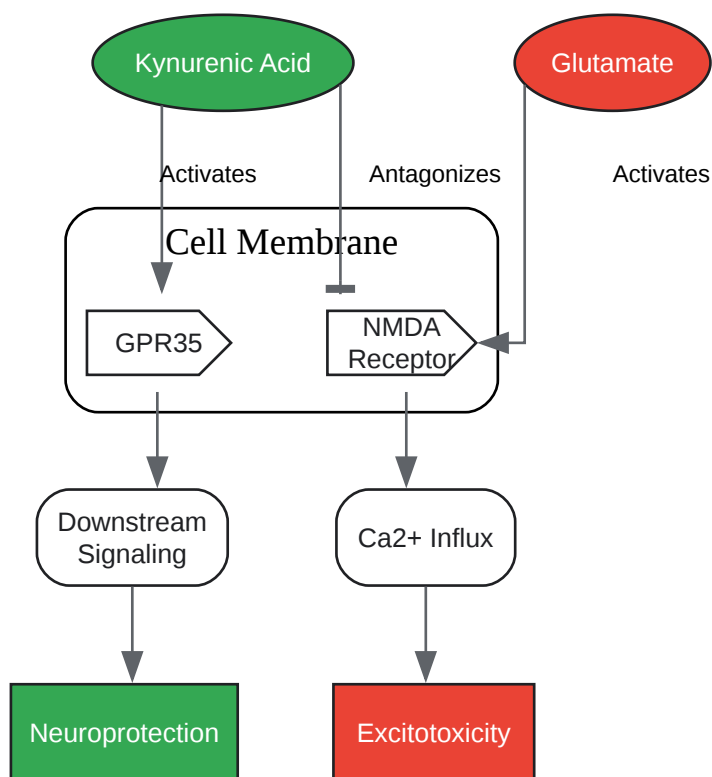 Kynurenic Acid
Glutamate
Activates
Antagonizes
Activates
Cell Membrane
GPR35
NMDA
Receptor
Downstream
Signaling
Ca2+ Influx
Neuroprotection
Excitotoxicity